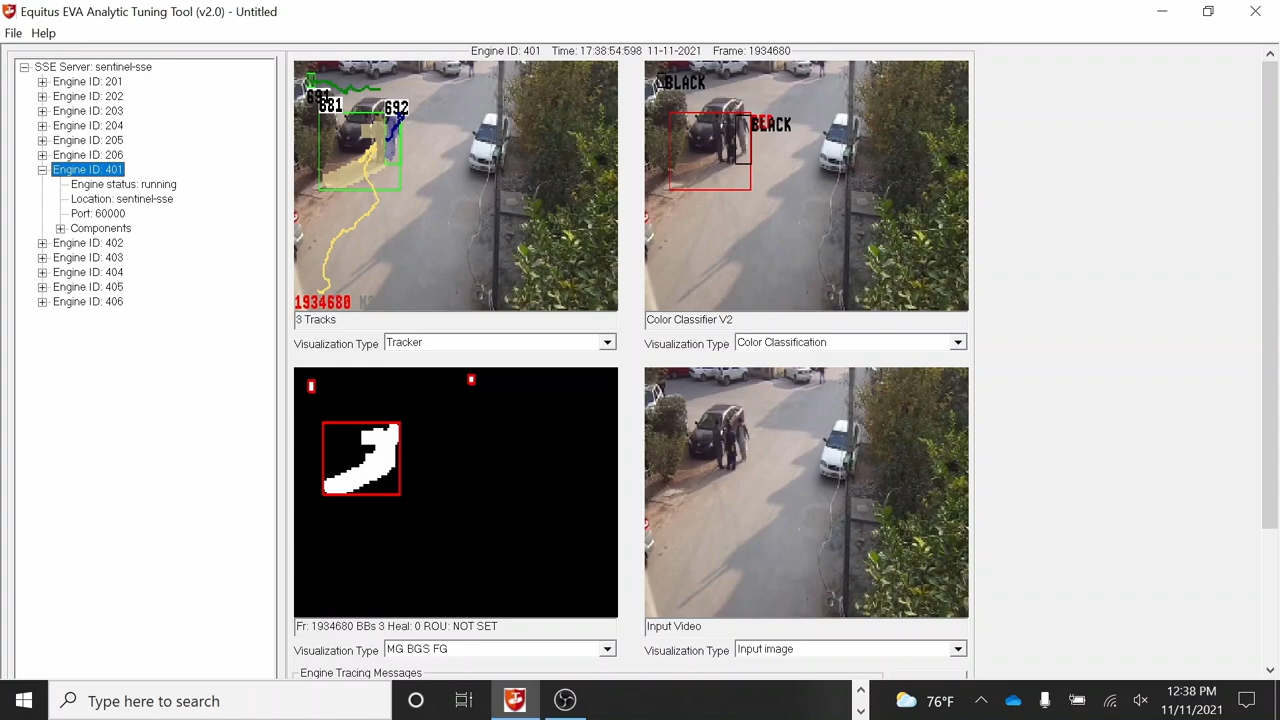 Equitus EVA Analytic Tuning Tool (v2.0) - Untitled
File Help
SSE Server: sentinel-sse
Engine ID: 201
Engine ID: 202
Engine ID: 203
Engine ID: 204
Engine ID: 205
Engine ID: 206
Engine ID: 401
Engine status: running
Location: sentinel-sse
Port: 60000
Components
Engine ID: 402
Engine ID: 403
Engine ID: 404
Engine ID: 405
Engine ID: 406
Engine ID: 401 Time: 17:38:54:598 11-11-2021 Frame: 1934680
691
681
692
1934680
3 Tracks
Visualization Type Tracker
BLACK
BLACK
Color Classifier V2
Visualization Type Color Classification
Fr: 1934680 BBs 3 Heal: 0 ROU: NOT SET
Visualization Type MG BGS FG
Input Video
Visualization Type Input image
Engine Tracing Messages
Type here to search
76°F
12:38 PM
11/11/2021